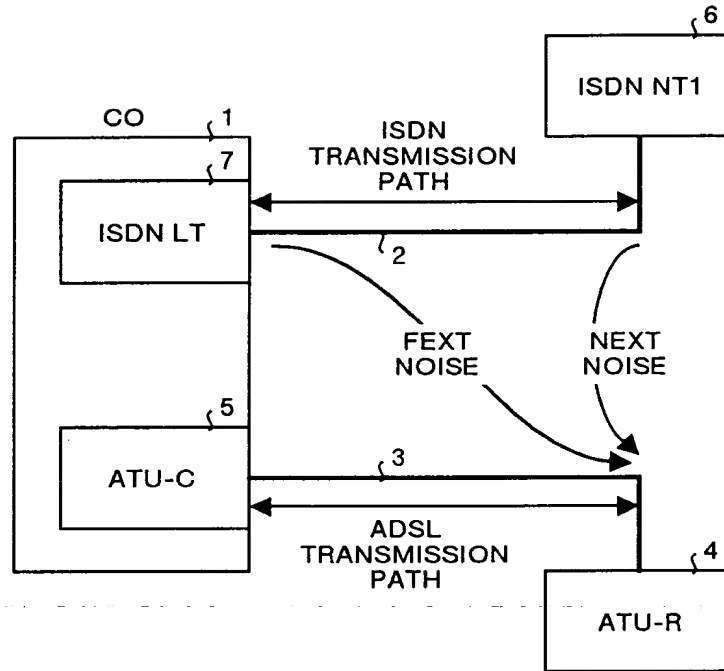 6
ISDN NT1
CO
1
ISDN
TRANSMISSION
PATH
7
ISDN LT
2
FEXT
NOISE
NEXT
NOISE
5
ATU-C
3
ADSL
TRANSMISSION
PATH
4
ATU-R